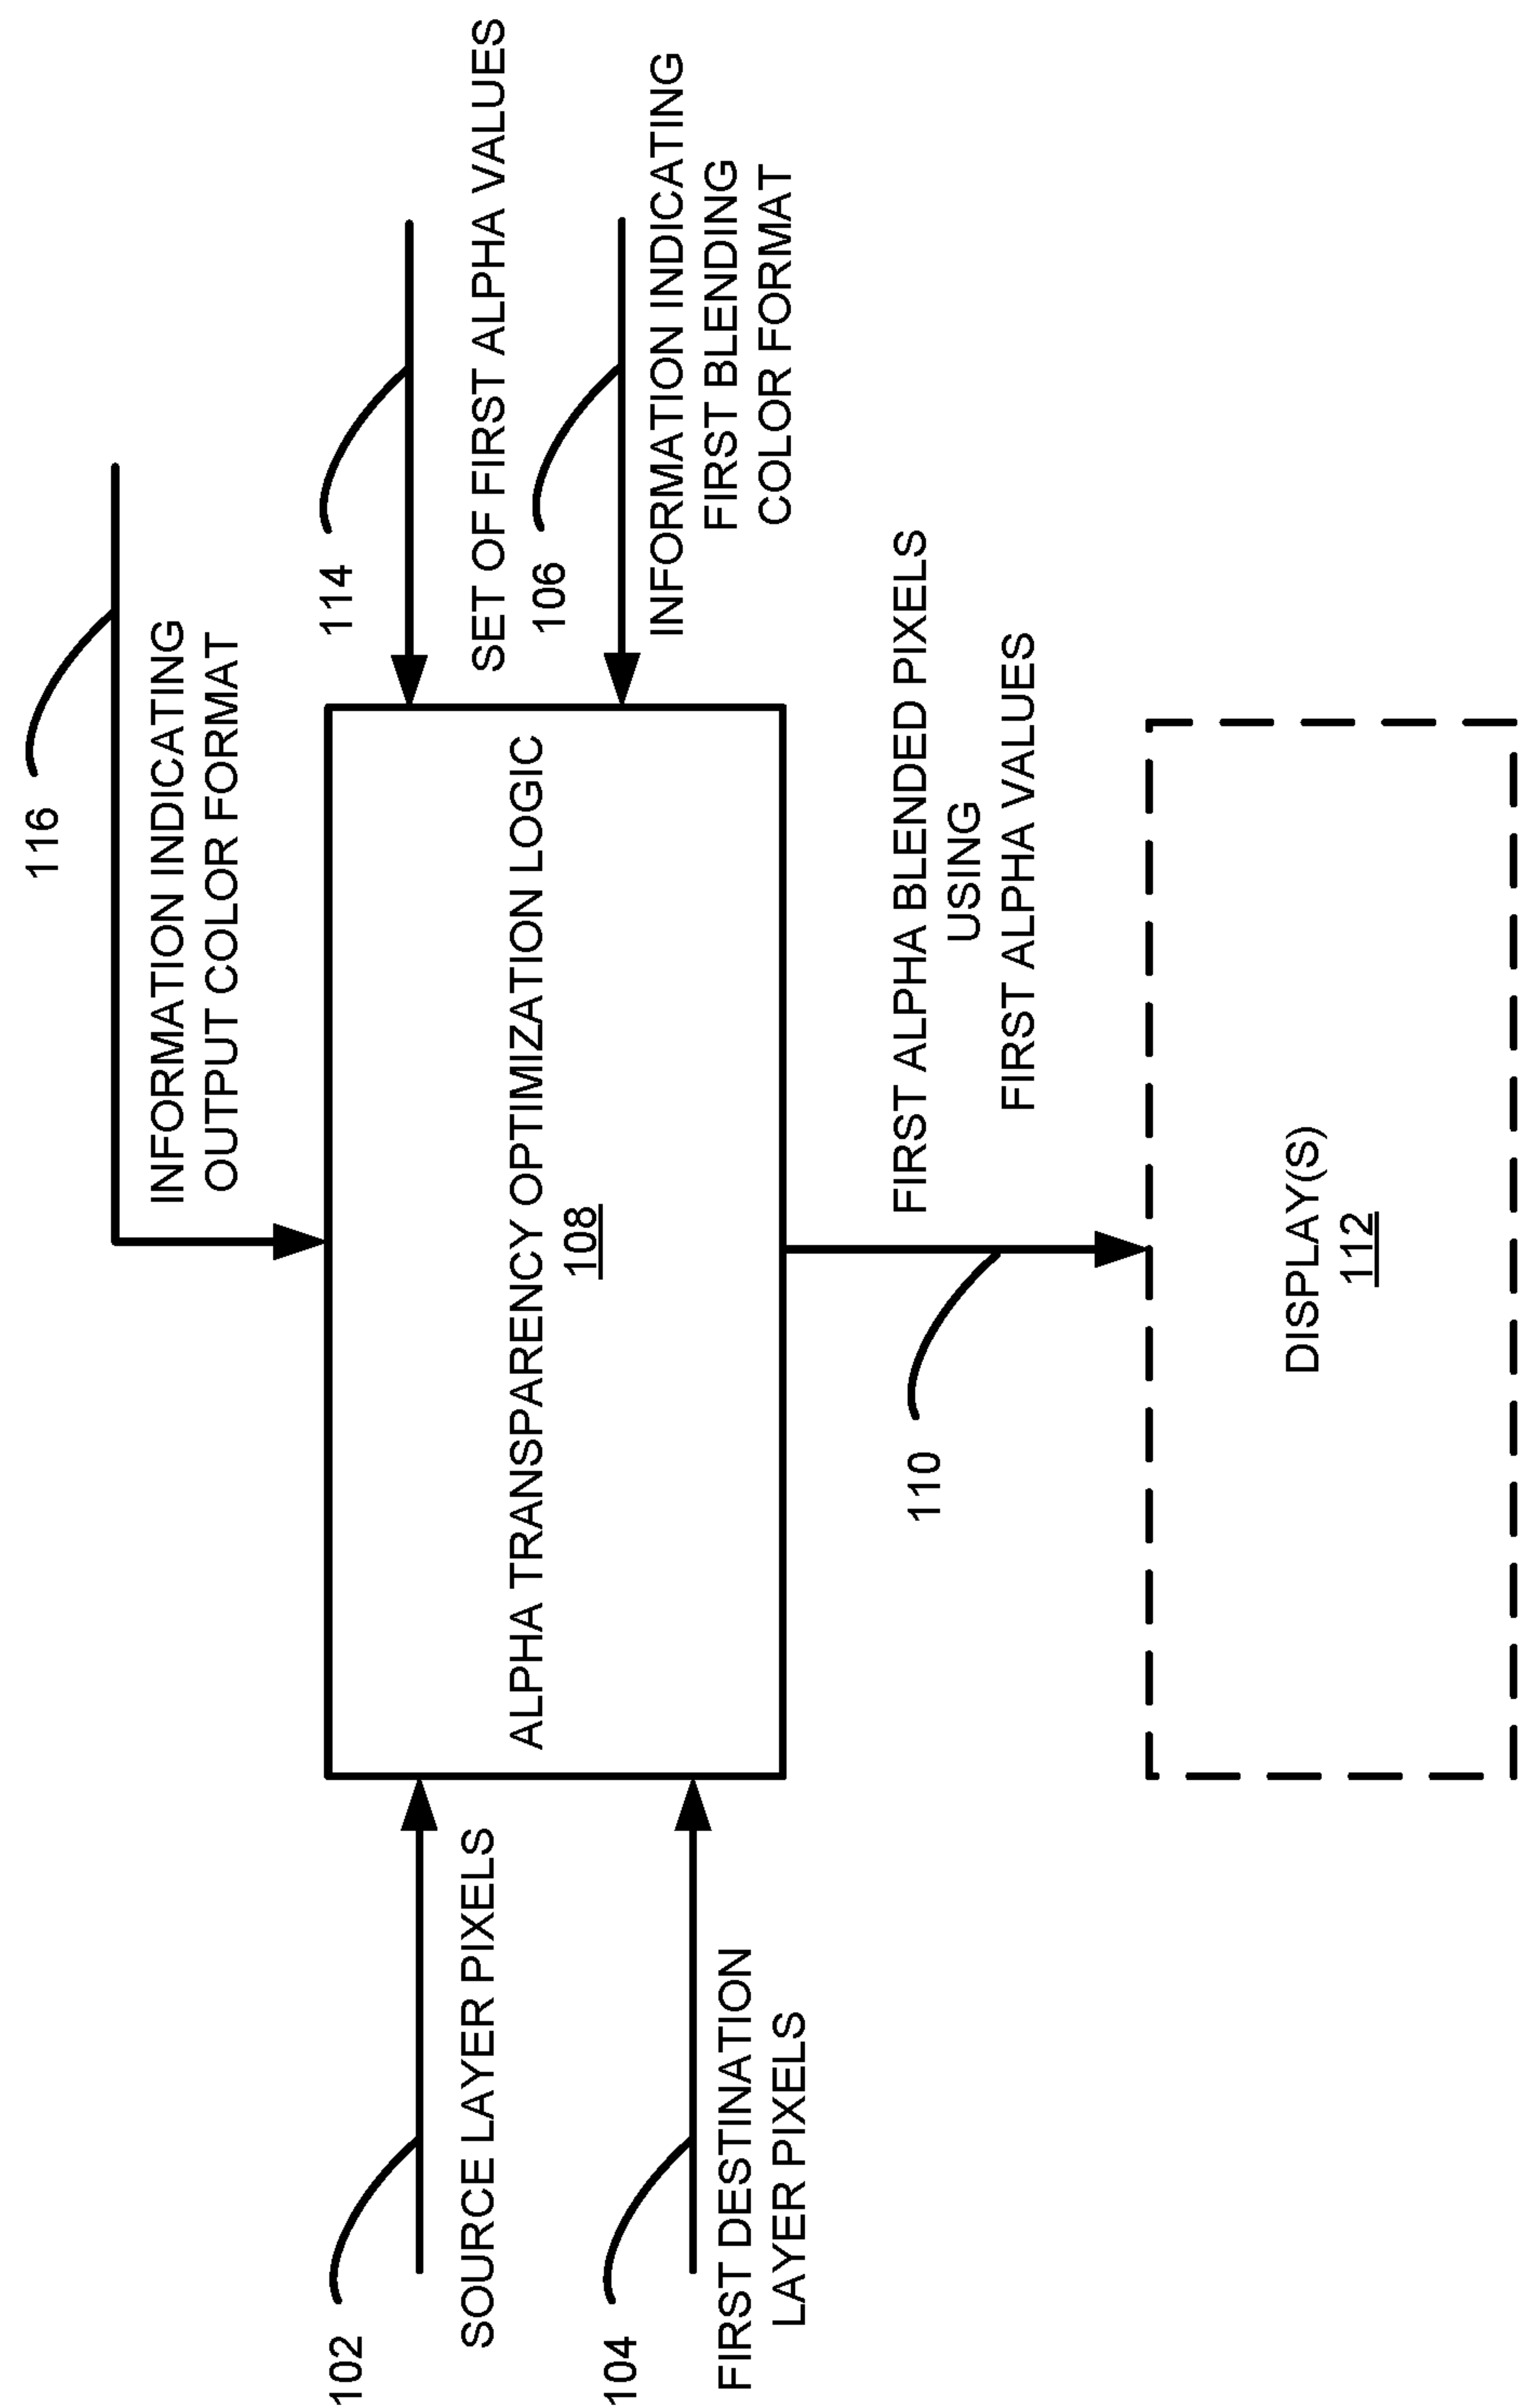 116
INFORMATION INDICATING
OUTPUT COLOR FORMAT
102
SOURCE LAYER PIXELS
104
FIRST DESTINATION
LAYER PIXELS
ALPHA TRANSPARENCY OPTIMIZATION LOGIC
108
114
SET OF FIRST ALPHA VALUES
106
INFORMATION INDICATING
FIRST BLENDING
COLOR FORMAT
110
FIRST ALPHA BLENDED PIXELS
USING
FIRST ALPHA VALUES
DISPLAY(S)
112